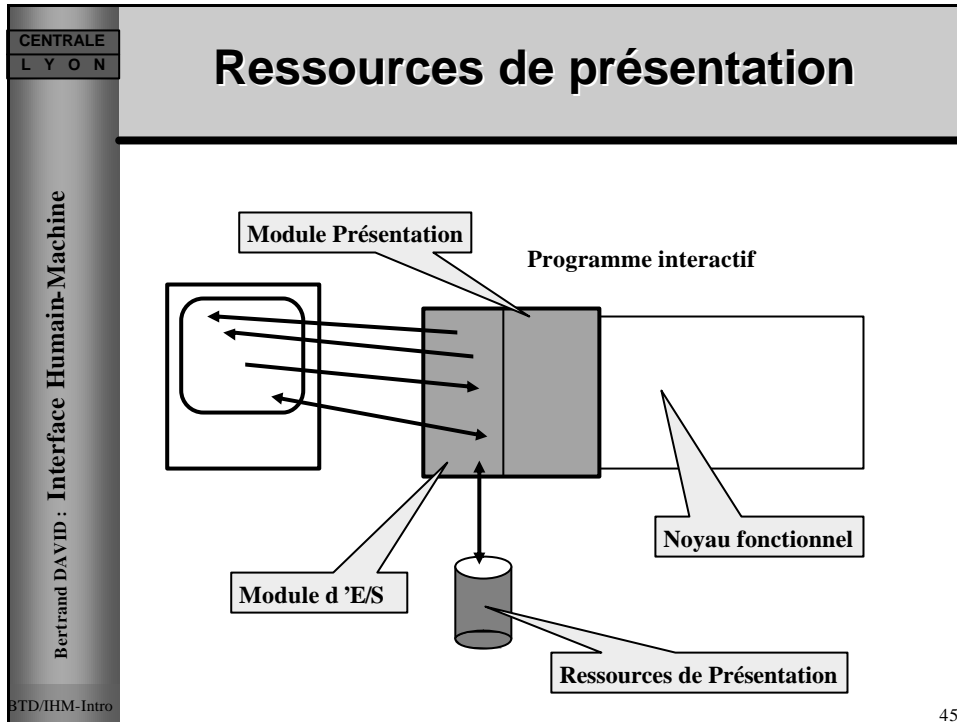 CENTRALE
L Y O N
Ressources de présentation
Bertrand DAVID : Interface Humain-Machine
Module Présentation
Programme interactif
Noyau fonctionnel
Module d ’E/S
Ressources de Présentation
BTD/IHM-Intro
45